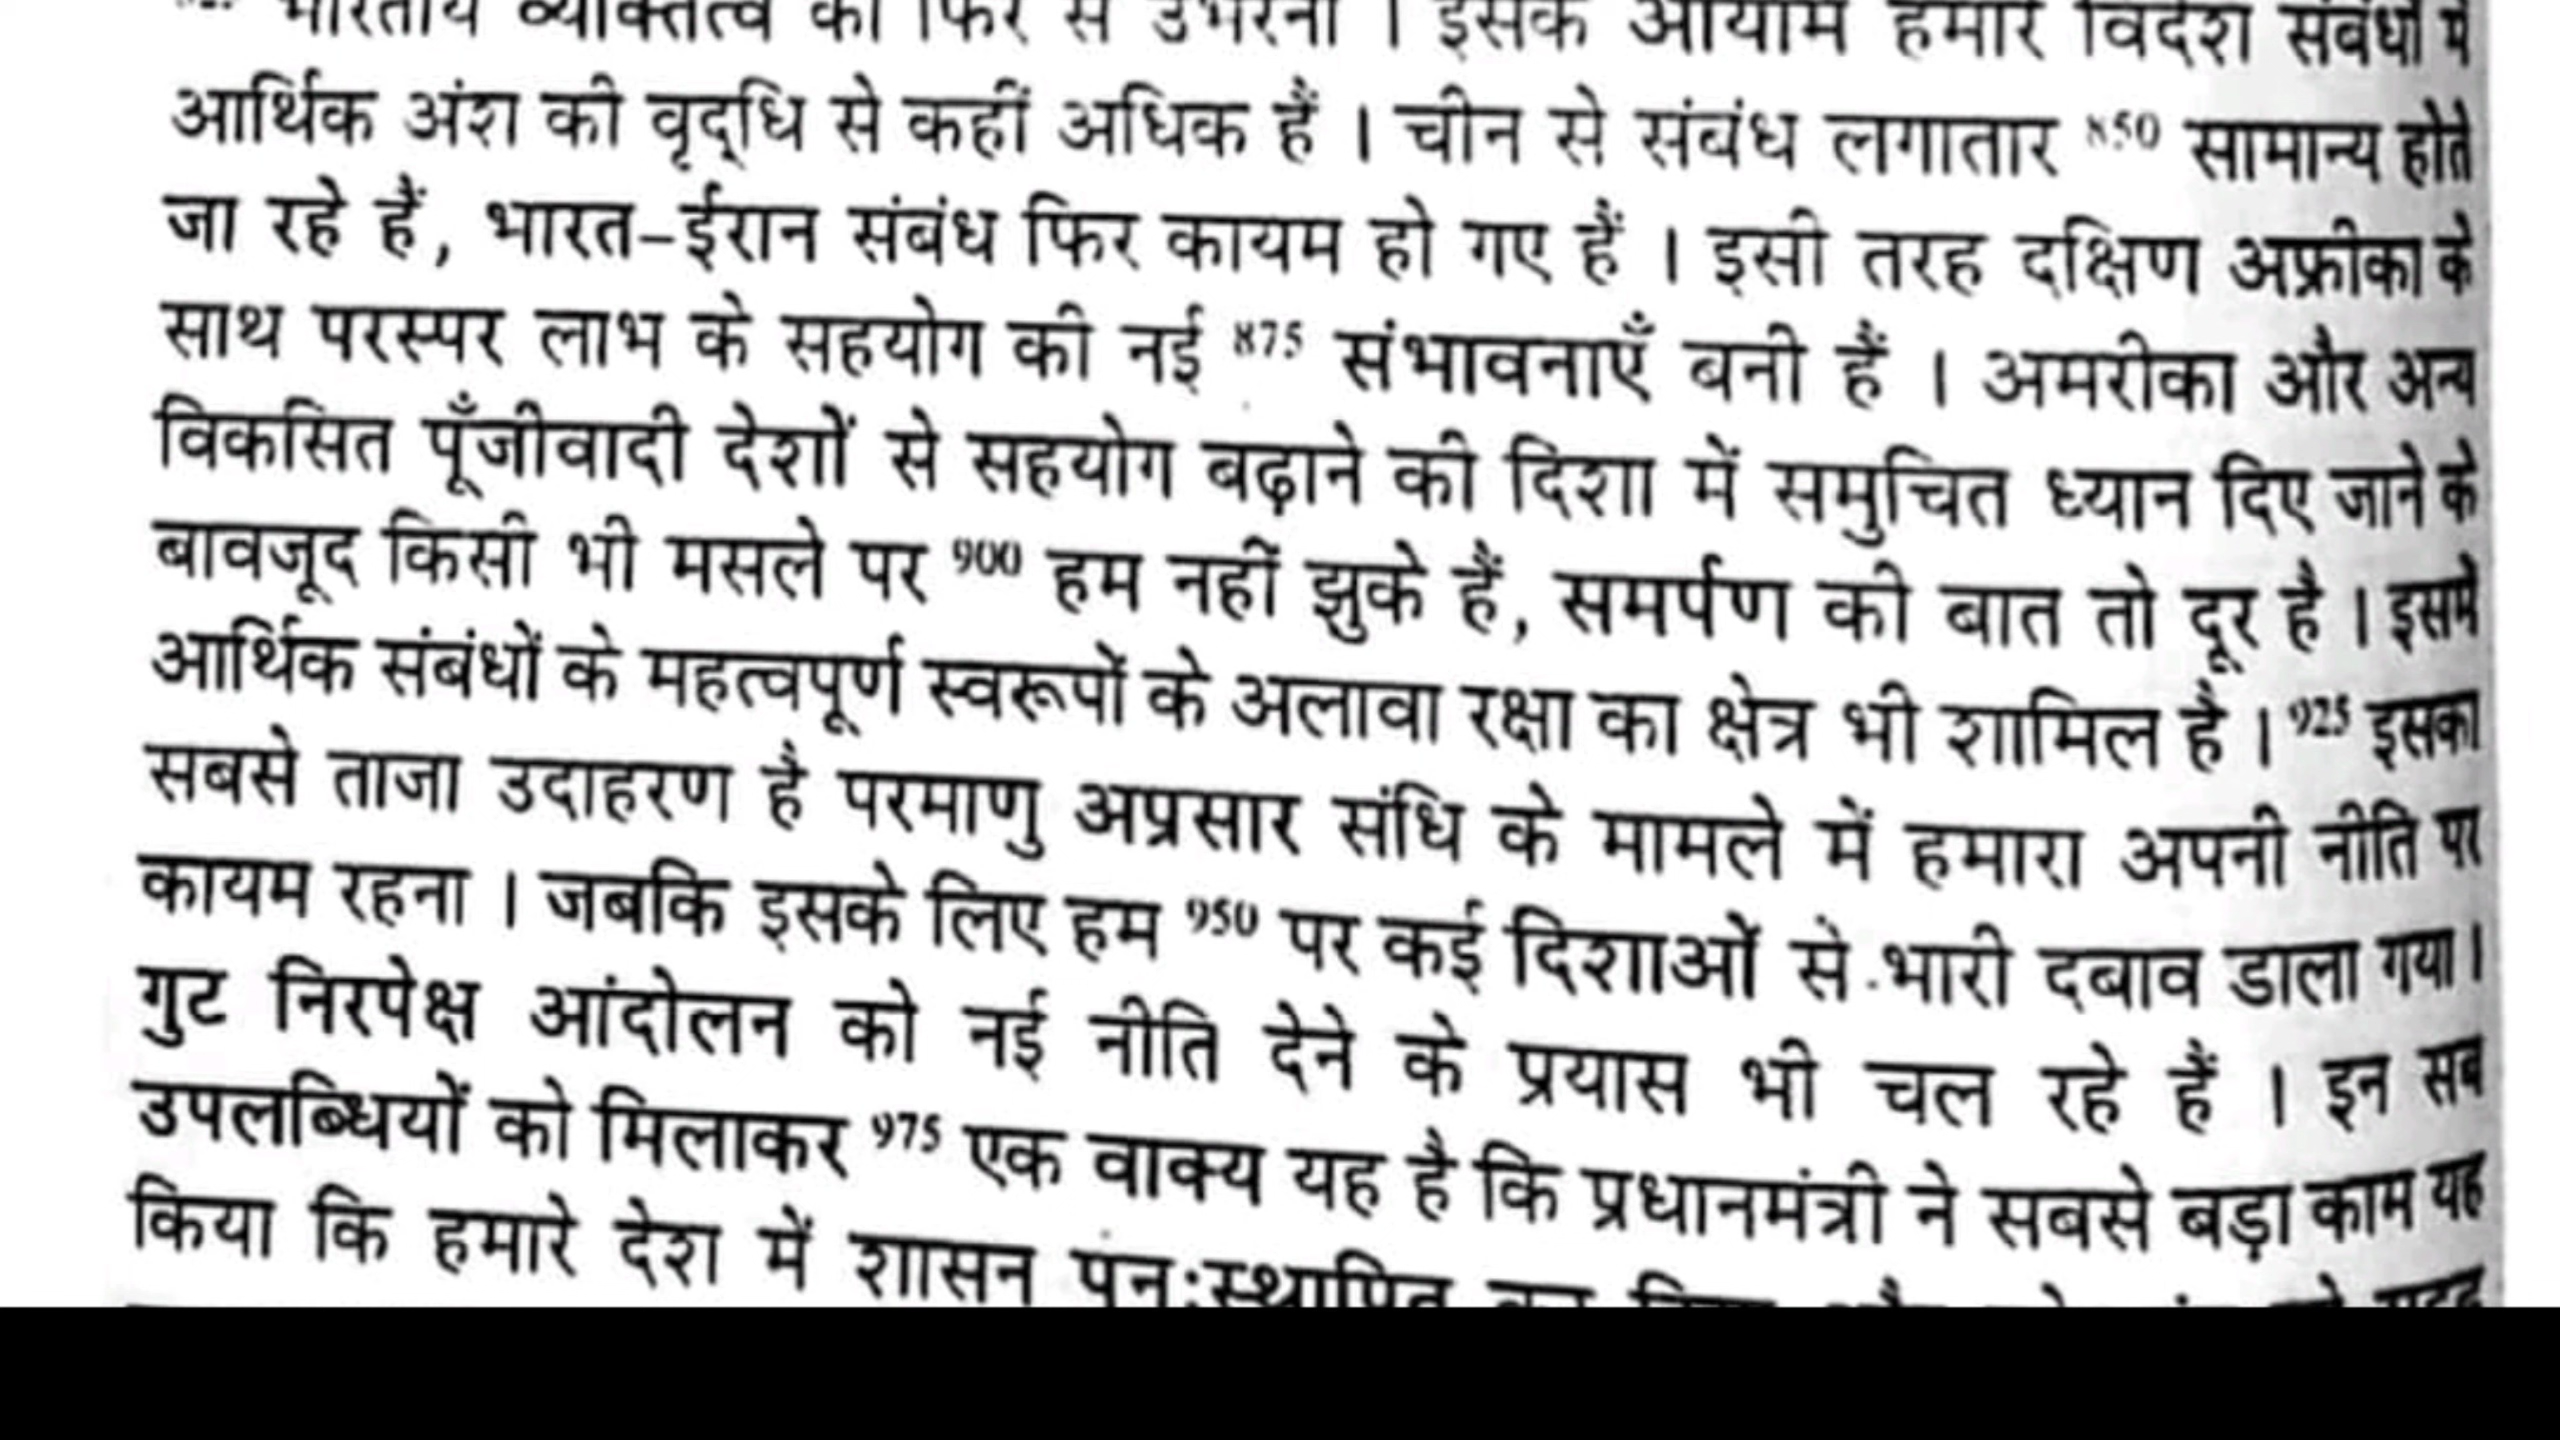 भारतीय व्यक्तित्व का फिर से उभरना । इसके आयाम हमारे विदेश संबंधों में
आर्थिक अंश की वृद्‌धि से कहीं अधिक हैं । चीन से संबंध लगातार 850 सामान्य होते
जा रहे हैं, भारत-ईरान संबंध फिर कायम हो गए हैं । इसी तरह दक्षिण अफ्रीका के
साथ परस्पर लाभ के सहयोग की नई 875 संभावनाएँ बनी हैं । अमरीका और अन्य
विकसित पूँजीवादी देशों से सहयोग बढ़ाने की दिशा में समुचित ध्यान दिए जाने के
बावजूद किसी भी मसले पर 900 हम नहीं झुके हैं, समर्पण की बात तो दूर है । इसमें
आर्थिक संबंधों के महत्वपूर्ण स्वरूपों के अलावा रक्षा का क्षेत्र भी शामिल है । 925 इसका
सबसे ताजा उदाहरण है परमाणु अप्रसार संधि के मामले में हमारा अपनी नीति पर
कायम रहना । जबकि इसके लिए हम 950 पर कई दिशाओं से भारी दबाव डाला गया ।
गुट निरपेक्ष आंदोलन को नई नीति देने के प्रयास भी चल रहे हैं । इन सब
उपलब्धियों को मिलाकर 975 एक वाक्य यह है कि प्रधानमंत्री ने सबसे बड़ा काम यह
किया कि हमारे देश में शासन पुन:स्थापित